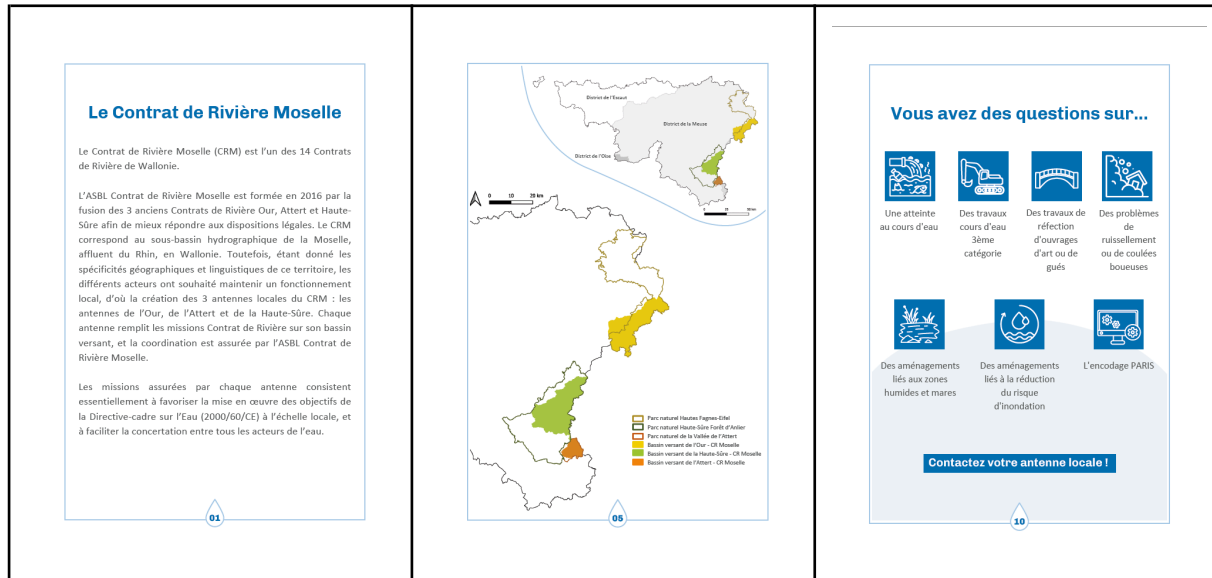 Le Contrat de Rivière Moselle
Le Contrat de Rivière Moselle (CRM) est l'un des 14 Contrats
de Rivière de Wallonie.
L'ASBL Contrat de Rivière Moselle est formée en 2016 par la
fusion des 3 anciens Contrats de Rivière Our, Attert et Haute-
Sûre afin de mieux répondre aux dispositions légales. Le CRM
correspond au sous-bassin hydrographique de la Moselle,
affluent du Rhin, en Wallonie. Toutefois, étant donné les
spécificités géographiques et linguistiques de ce territoire, les
différents acteurs ont souhaité maintenir un fonctionnement
local, d'où la création des 3 antennes locales du CRM : les
antennes de l'Our, de l'Attert et de la Haute-Sûre. Chaque
antenne remplit les missions Contrat de Rivière sur son bassin
versant, et la coordination est assurée par l'ASBL Contrat de
Rivière Moselle.
Les missions assurées par chaque antenne consistent
essentiellement à favoriser la mise en œuvre des objectifs de
la Directive-cadre sur l'Eau (2000/60/CE) à l'échelle locale, et
à faciliter la concertation entre tous les acteurs de l'eau.
01
District de l'Escaut
District de la Meuse
District de l'Oise
0 10 20 km
Parc naturel Hautes Fagnes-Eifel
Parc naturel Haute-Sûre Forêt d'Anlier
Parc naturel de la Vallée de l'Attert
Bassin versant de l'Our - CR Moselle
Bassin versant de la Haute-Sûre - CR Moselle
Bassin versant de l'Attert - CR Moselle
05
Vous avez des questions sur...
Une atteinte
au cours d'eau
Des travaux
cours d'eau
3ème
catégorie
Des travaux de
réfection
d'ouvrages
d'art ou de
gués
Des problèmes
de
ruissellement
ou de coulées
boueuses
Des aménagements
liés aux zones
humides et mares
Des aménagements
liés à la réduction
du risque
d'inondation
L'encodage PARIS
Contactez votre antenne locale !
10